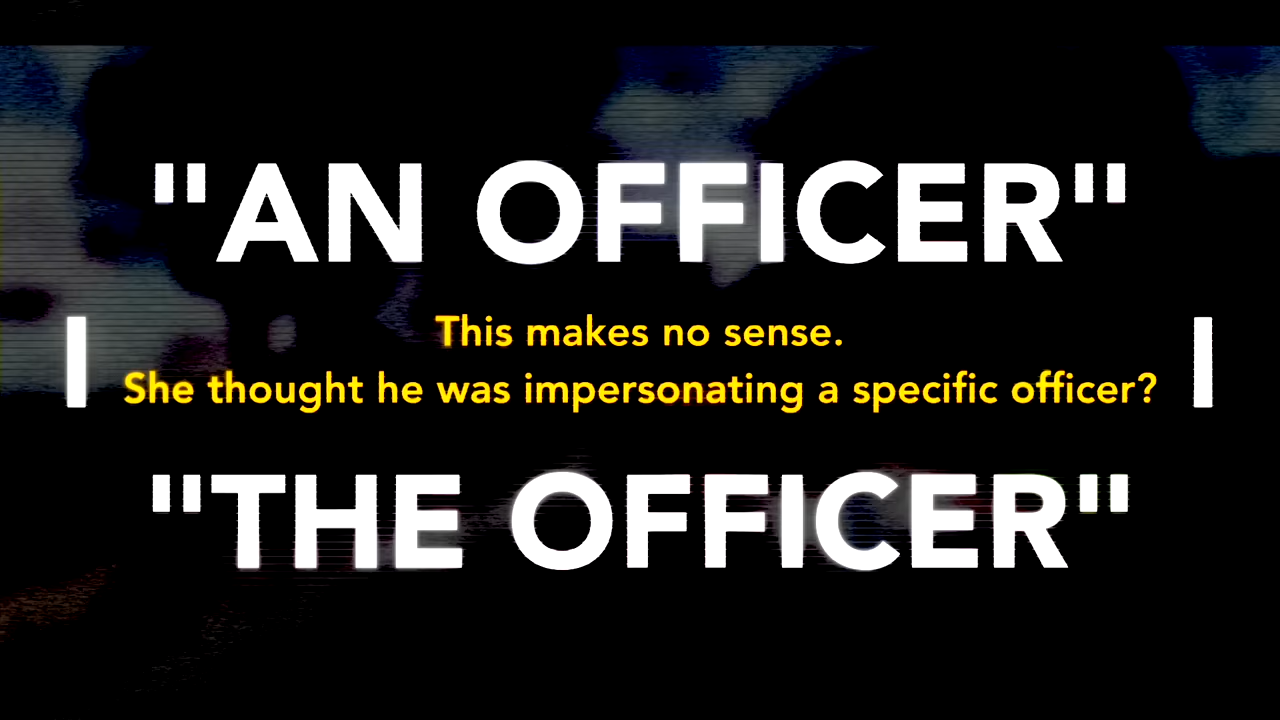 "AN OFFICER"
This makes no sense.
She thought he was impersonating a specific officer?
"THE OFFICER"